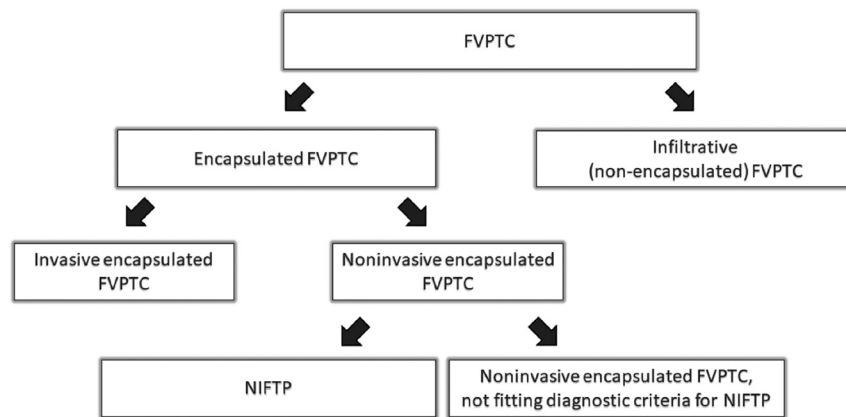 FVPTC
Encapsulated FVPTC
Infiltrative
(non-encapsulated) FVPTC
Invasive encapsulated
FVPTC
Noninvasive encapsulated
FVPTC
NIFTP
Noninvasive encapsulated FVPTC,
not fitting diagnostic criteria for NIFTP